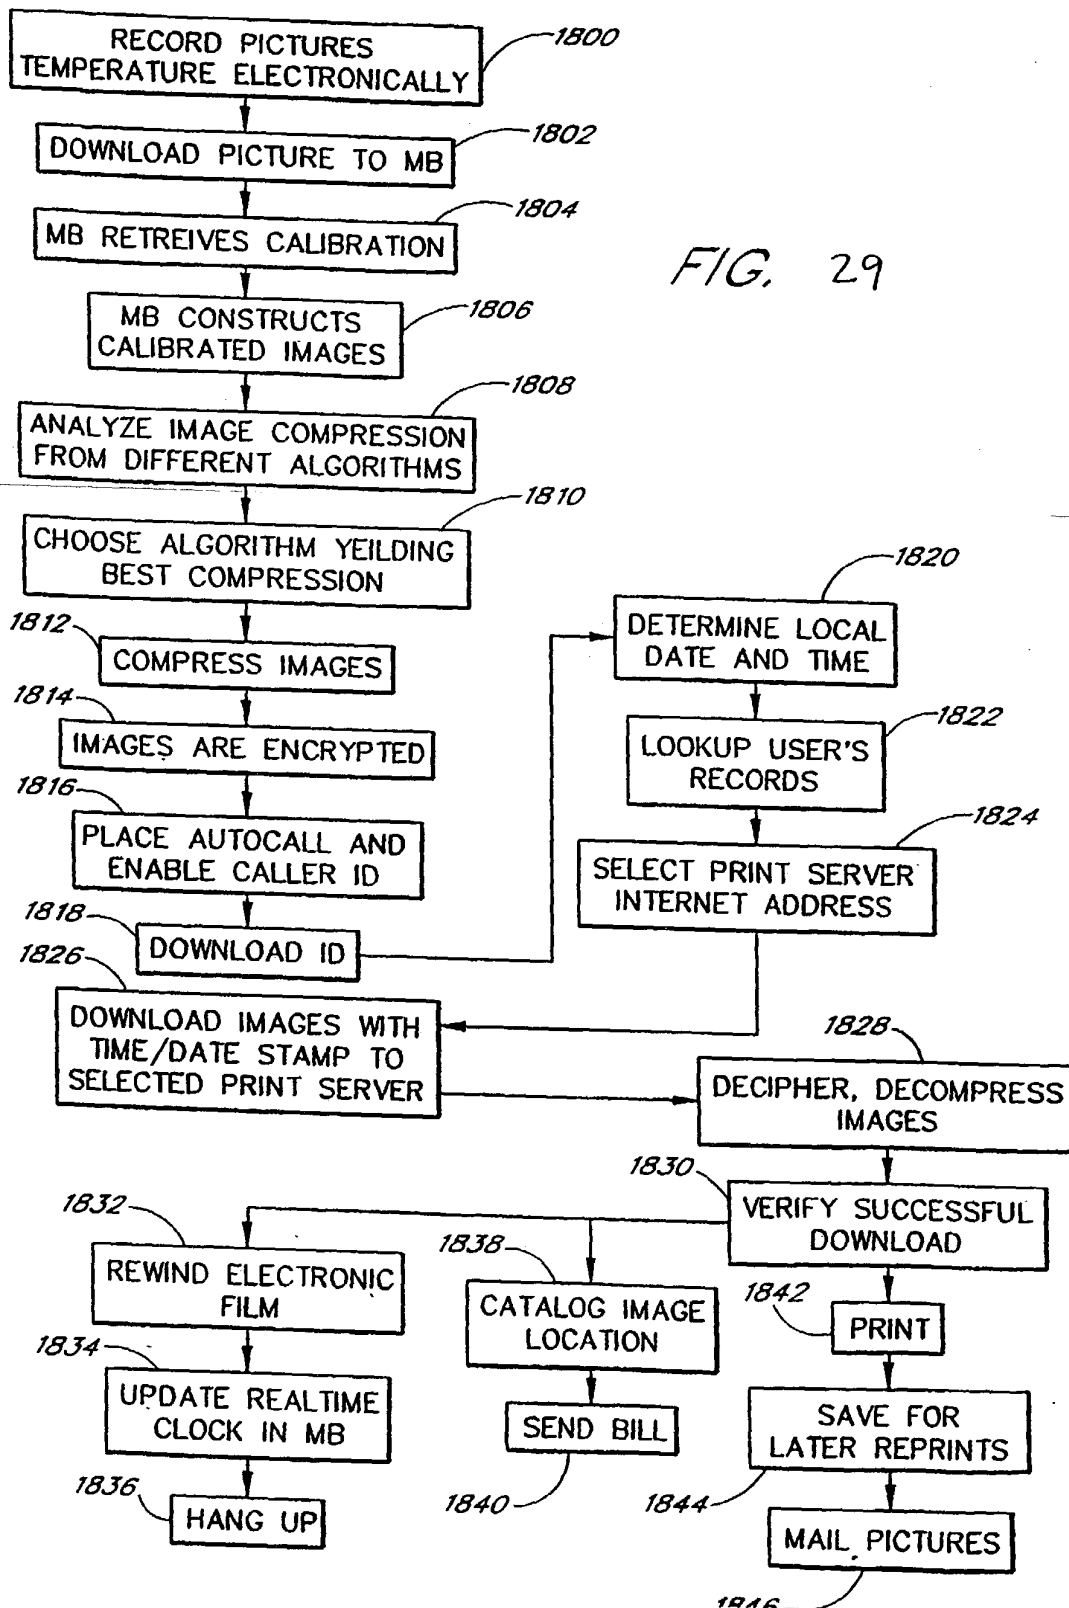 RECORD PICTURES
TEMPERATURE ELECTRONICALLY
1800
DOWNLOAD PICTURE TO MB
1802
MB RETREIVES CALIBRATION
1804
FIG. 29
MB CONSTRUCTS
CALIBRATED IMAGES
1806
ANALYZE IMAGE COMPRESSION
FROM DIFFERENT ALGORITHMS
1808
CHOOSE ALGORITHM YEILDING
BEST COMPRESSION
1810
1812
COMPRESS IMAGES
1814
IMAGES ARE ENCRYPTED
1816
PLACE AUTOCALL AND
ENABLE CALLER ID
1818
DOWNLOAD ID
1820
DETERMINE LOCAL
DATE AND TIME
1822
LOOKUP USER'S
RECORDS
1824
SELECT PRINT SERVER
INTERNET ADDRESS
1826
DOWNLOAD IMAGES WITH
TIME/DATE STAMP TO
SELECTED PRINT SERVER
1828
DECIPHER, DECOMPRESS
IMAGES
1830
VERIFY SUCCESSFUL
DOWNLOAD
1832
REWIND ELECTRONIC
FILM
1834
UPDATE REALTIME
CLOCK IN MB
1836
HANG UP
1838
CATALOG IMAGE
LOCATION
SEND BILL
1840
1842
PRINT
SAVE FOR
LATER REPRINTS
1844
MAIL PICTURES
1846